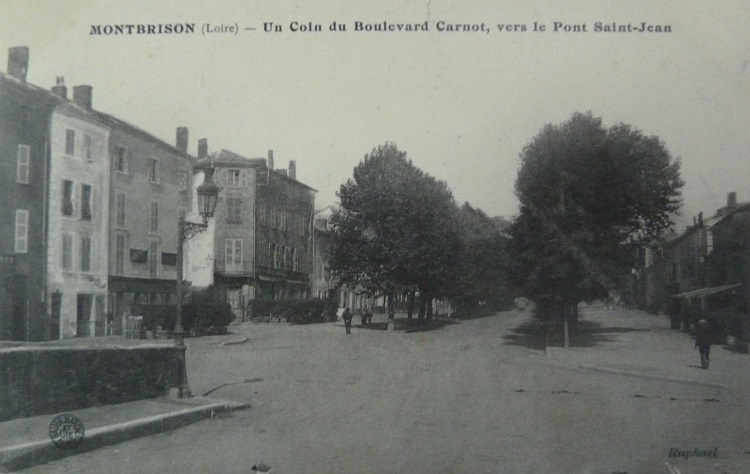 MONTBRISON (Loire) — Un Coin du Boulevard Carnot, vers le Pont Saint-Jean
Raphael